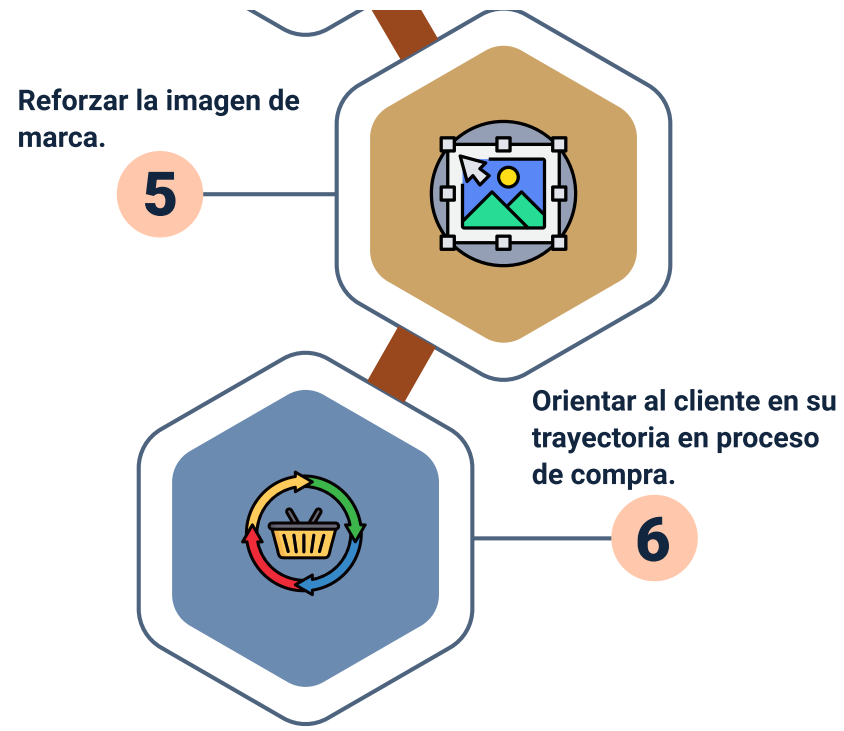 Reforzar la imagen de
marca.
5
Orientar al cliente en su
trayectoria en proceso
de compra.
6